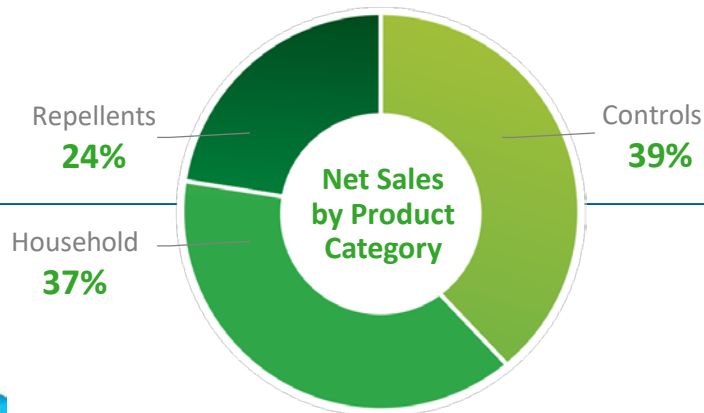 Repellents
24%
Controls
39%
Net Sales
by Product
Category
Household
37%